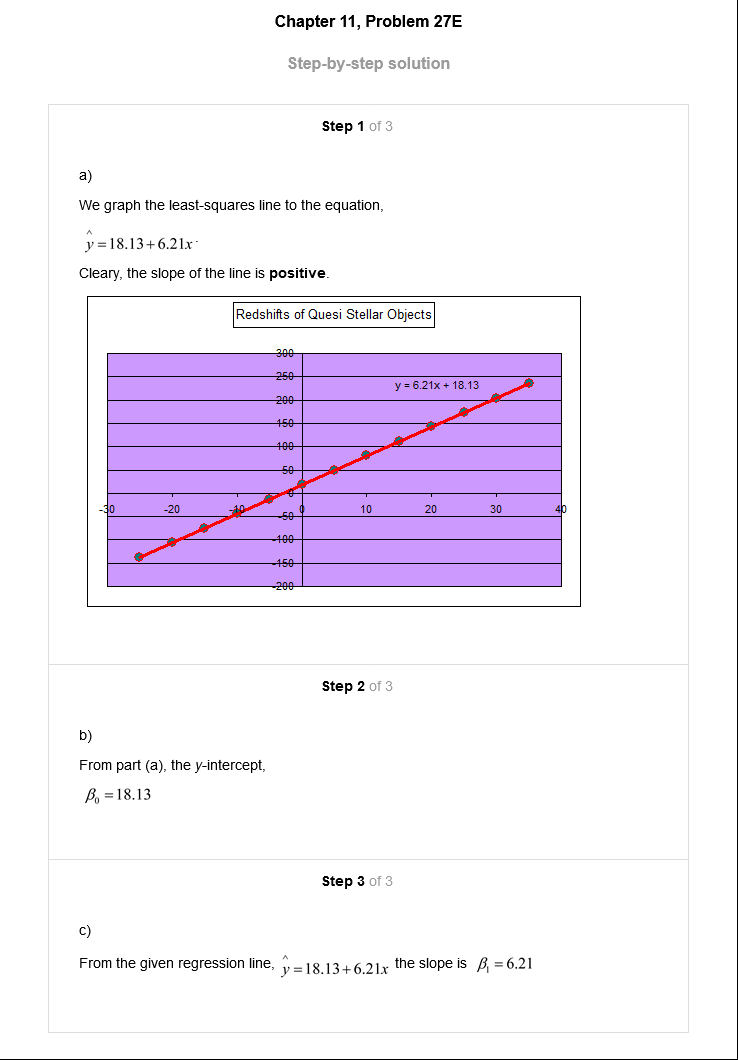 Chapter 11, Problem 27E
Step-by-step solution
Step 1 of 3
a)
We graph the least-squares line to the equation,
ŷ = 18.13 + 6.21x.
Cleary, the slope of the line is positive.
Redshifts of Quesi Stellar Objects
300
250
y = 6.21x + 18.13
200
150
100
50
0
-30 -20 -10 0 10 20 30 40
-50
-100
-150
-200
Step 2 of 3
b)
From part (a), the y-intercept,
β₀ = 18.13
Step 3 of 3
c)
From the given regression line, ŷ = 18.13 + 6.21x the slope is β₁ = 6.21